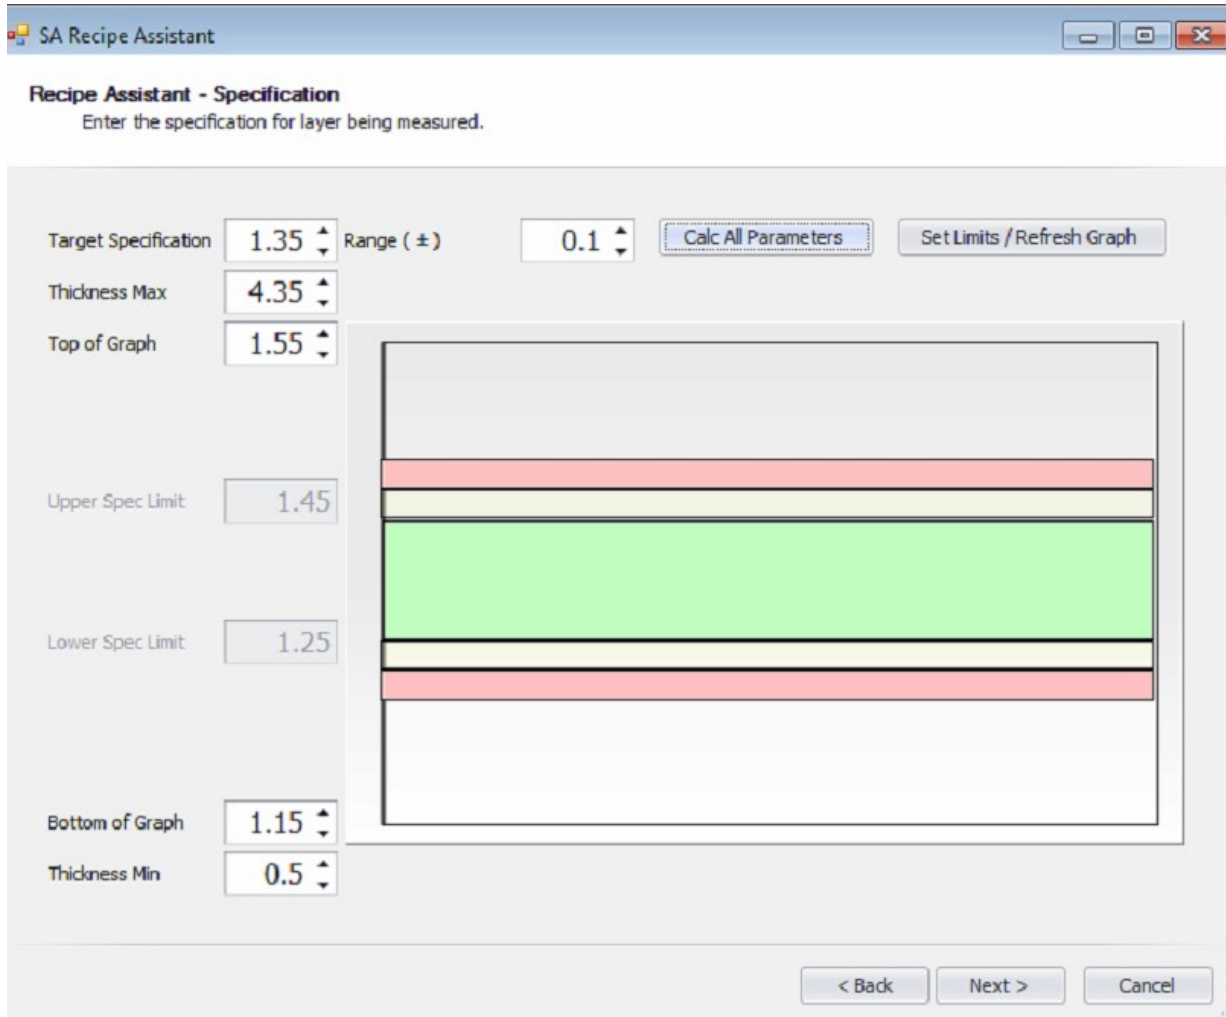 SA Recipe Assistant
Recipe Assistant - Specification
Enter the specification for layer being measured.
Target Specification 1.35 Range ( ± ) 0.1 Calc All Parameters Set Limits / Refresh Graph
Thickness Max 4.35
Top of Graph 1.55
Upper Spec Limit 1.45
Lower Spec Limit 1.25
Bottom of Graph 1.15
Thickness Min 0.5
< Back Next > Cancel